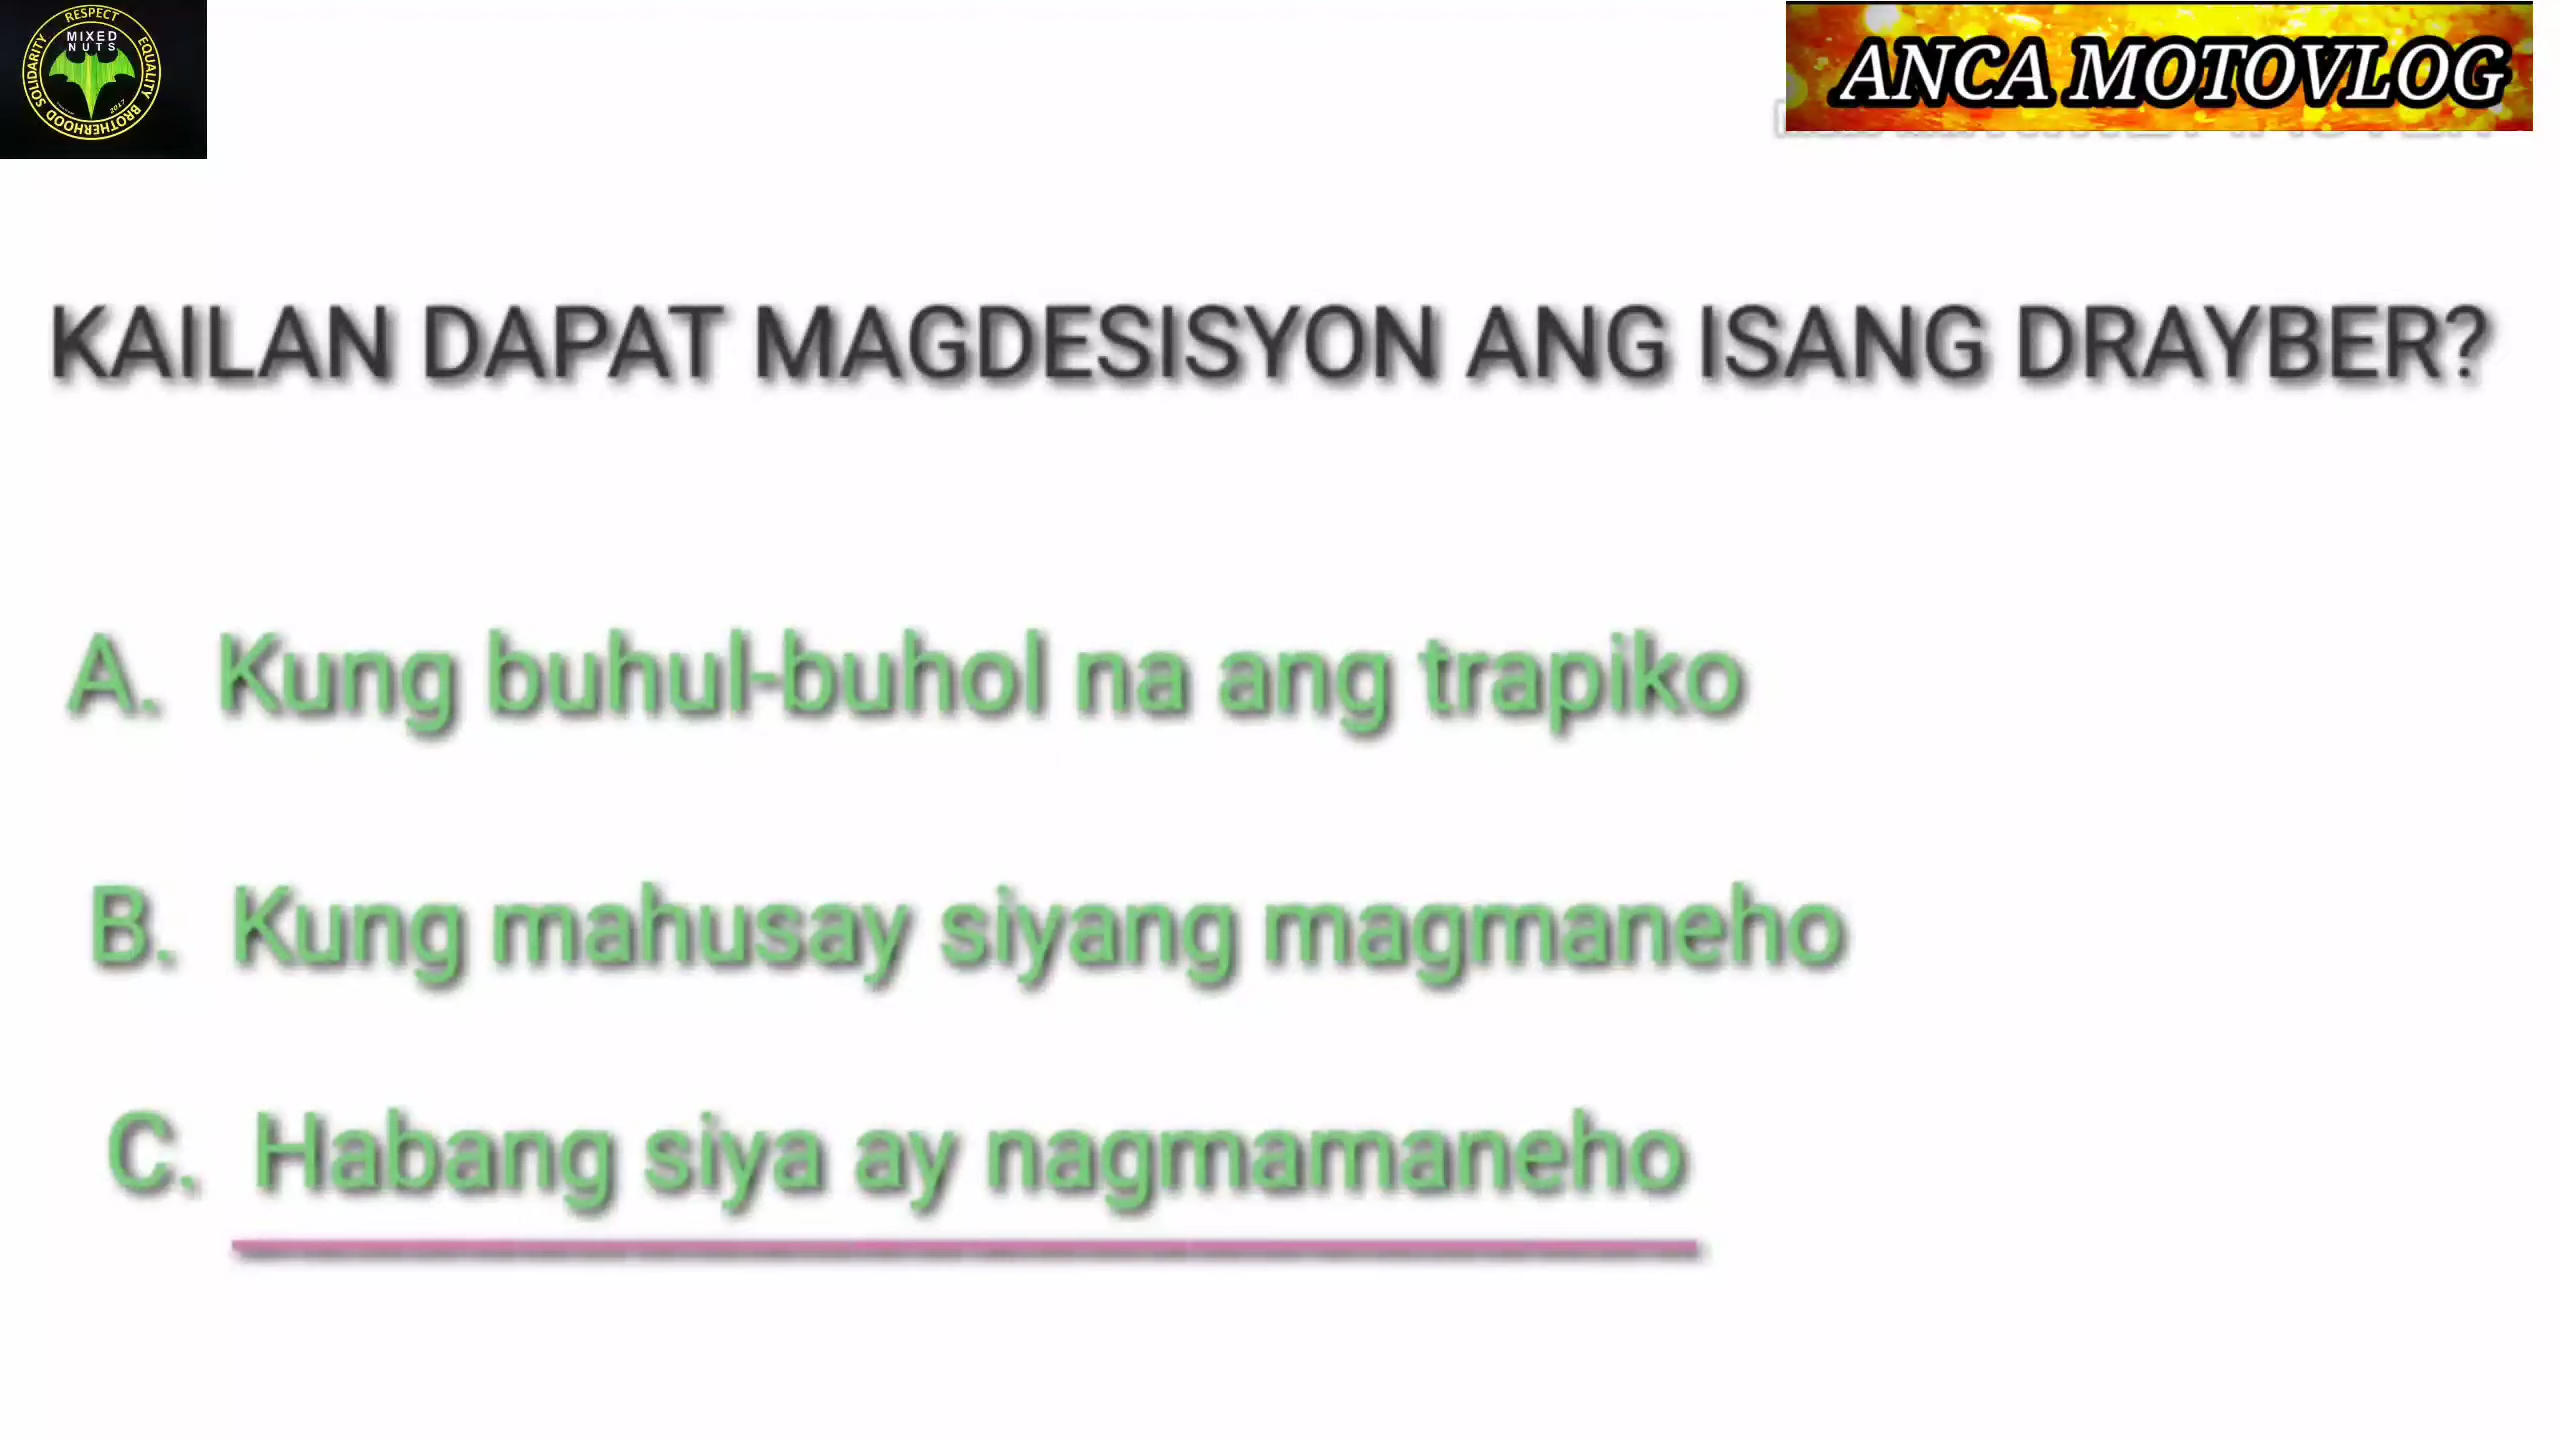 RESPECT
EQUALITY
BROTHERHOOD
SOLIDARITY
MIXED
NUTS
2017
ANCA MOTOVLOG
KAILAN DAPAT MAGDESISYON ANG ISANG DRAYBER?
A. Kung buhul-buhol na ang trapiko
B. Kung mahusay siyang magmaneho
C. Habang siya ay nagmamaneho